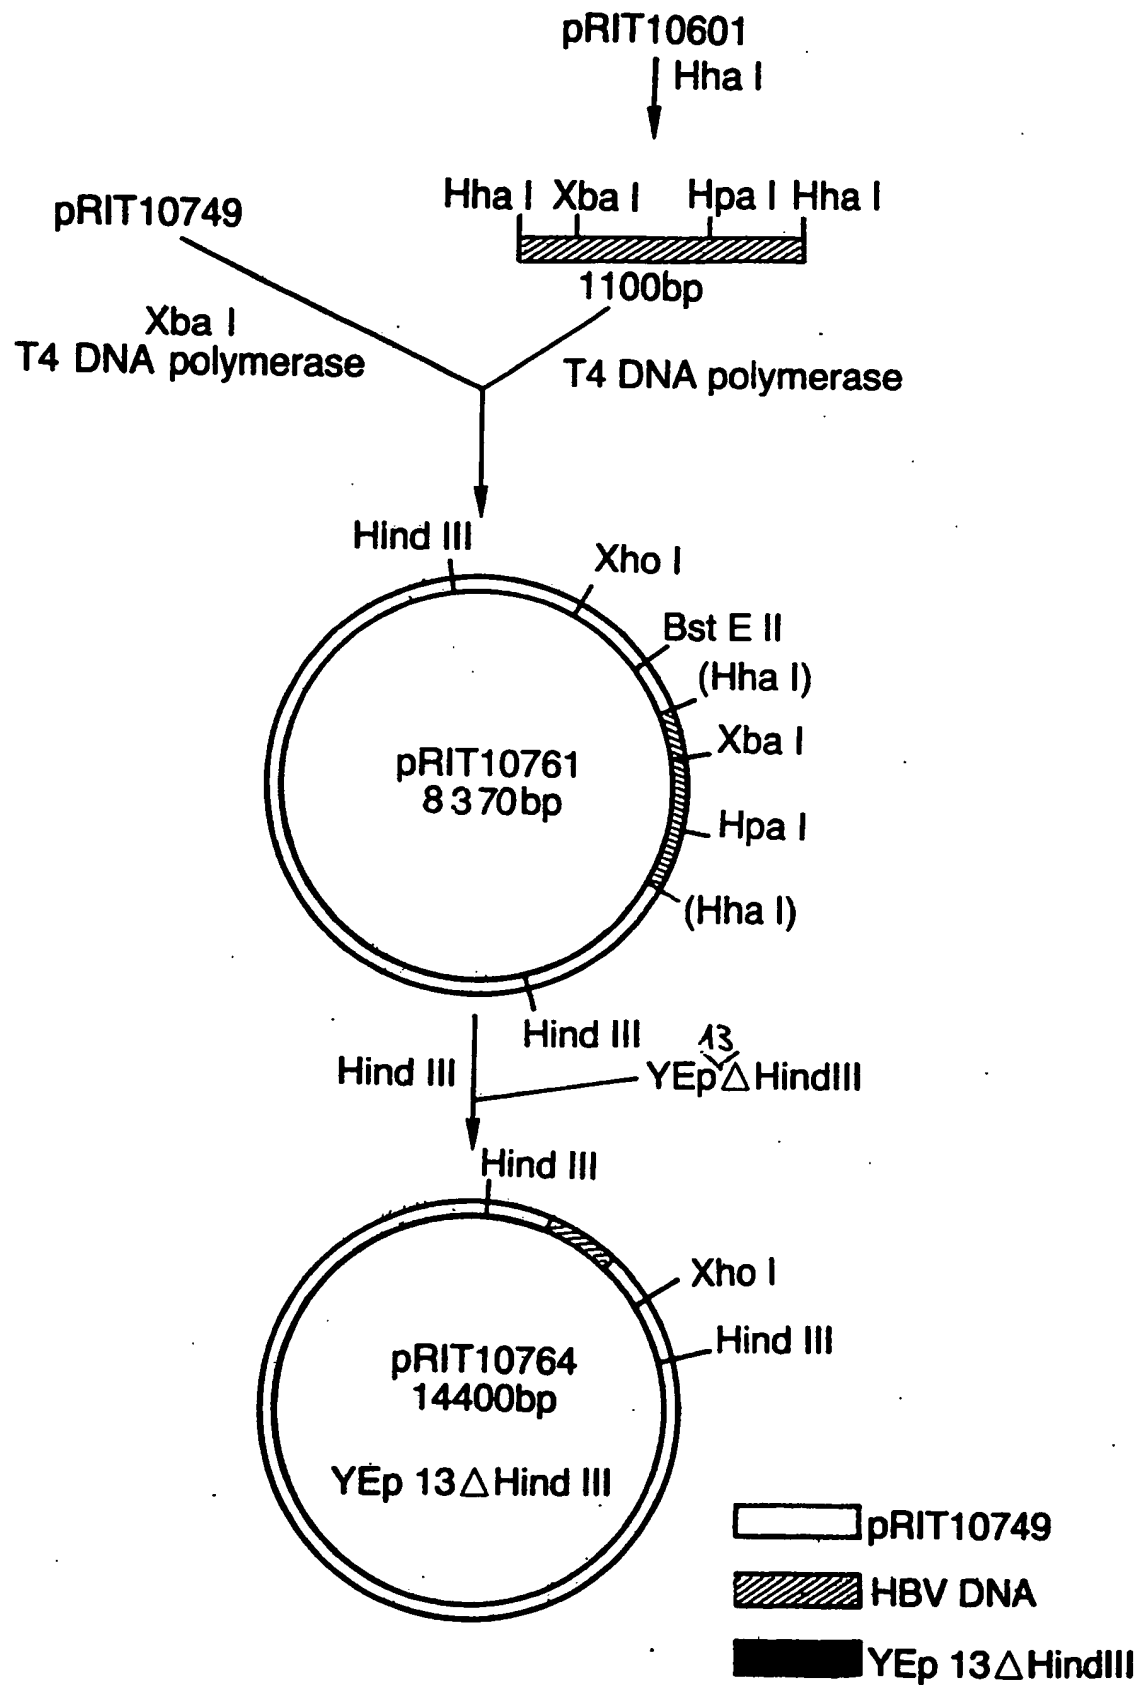 pRIT10601
Hha I
Hha I Xba I Hpa I Hha I
pRIT10749
1100bp
Xba I
T4 DNA polymerase
T4 DNA polymerase
Hind III
Xho I
Bst E II
(Hha I)
Xba I
pRIT10761
8370bp
Hpa I
(Hha I)
Hind III
13
Hind III
YEp △ HindIII
Hind III
Xho I
Hind III
pRIT10764
14400bp
YEp 13△Hind III
pRIT10749
HBV DNA
YEp 13△HindIII